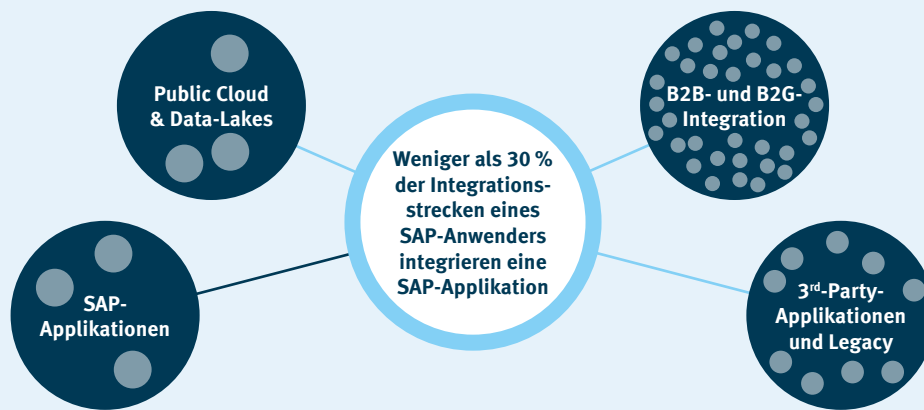 Public Cloud
& Data-Lakes
B2B- und B2G-
Integration
Weniger als 30 %
der Integrations-
strecken eines
SAP-Anwenders
integrieren eine
SAP-Applikation
SAP-
Applikationen
3rd-Party-
Applikationen
und Legacy